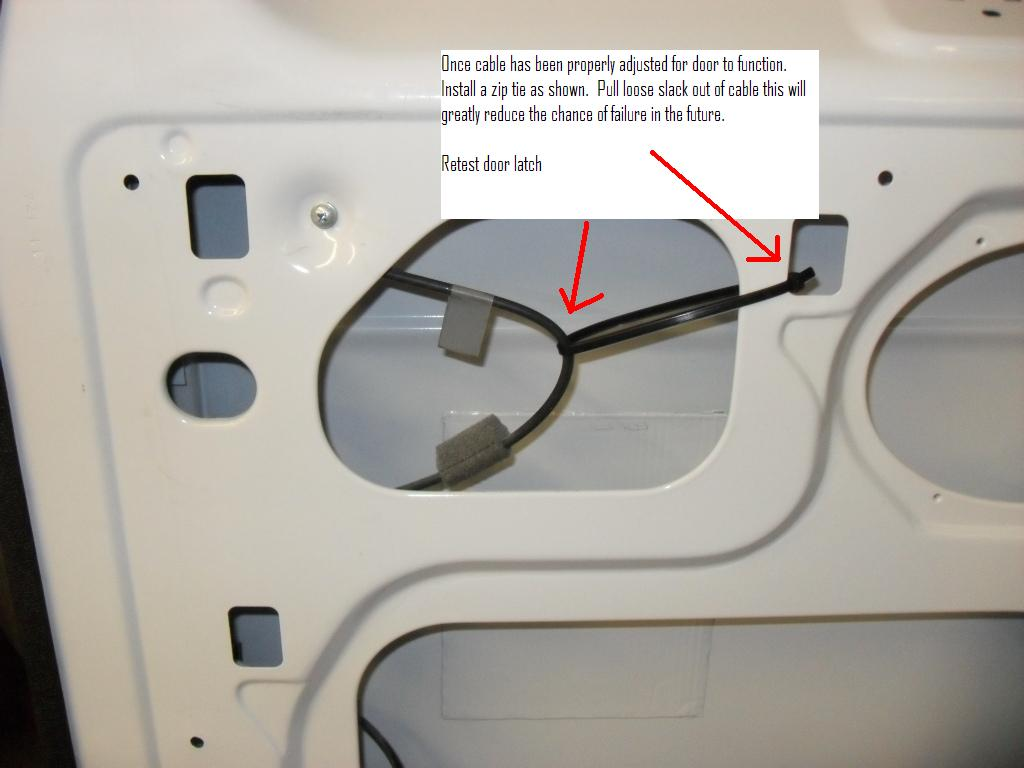 Once cable has been properly adjusted for door to function.
Install a zip tie as shown.  Pull loose slack out of cable this will
greatly reduce the chance of failure in the future.
Retest door latch